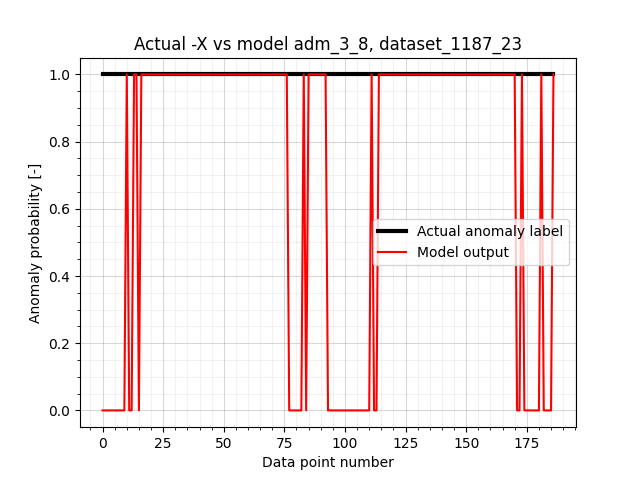 Actual -X vs model adm_3_8, dataset_1187_23
Anomaly probability [-]
1.0
0.8
0.6
0.4
0.2
0.0
Actual anomaly label
Model output
0 25 50 75 100 125 150 175
Data point number